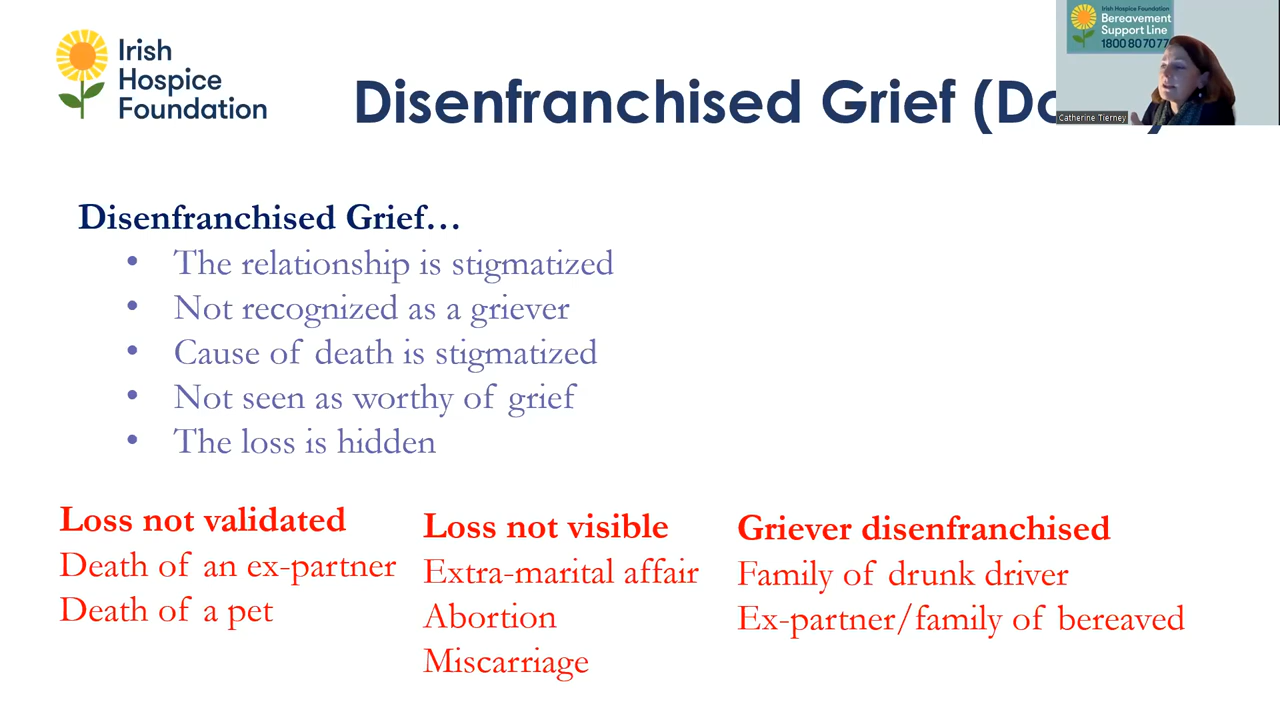 Irish
Hospice
Foundation
Disenfranchised Grief (
Irish Hospice Foundation
Bereavement
Support Line
1800 80 70 77
Catherine Tierney
Disenfranchised Grief…
• The relationship is stigmatized
• Not recognized as a griever
• Cause of death is stigmatized
• Not seen as worthy of grief
• The loss is hidden
Loss not validated
Death of an ex-partner
Death of a pet
Loss not visible
Extra-marital affair
Abortion
Miscarriage
Griever disenfranchised
Family of drunk driver
Ex-partner/family of bereaved